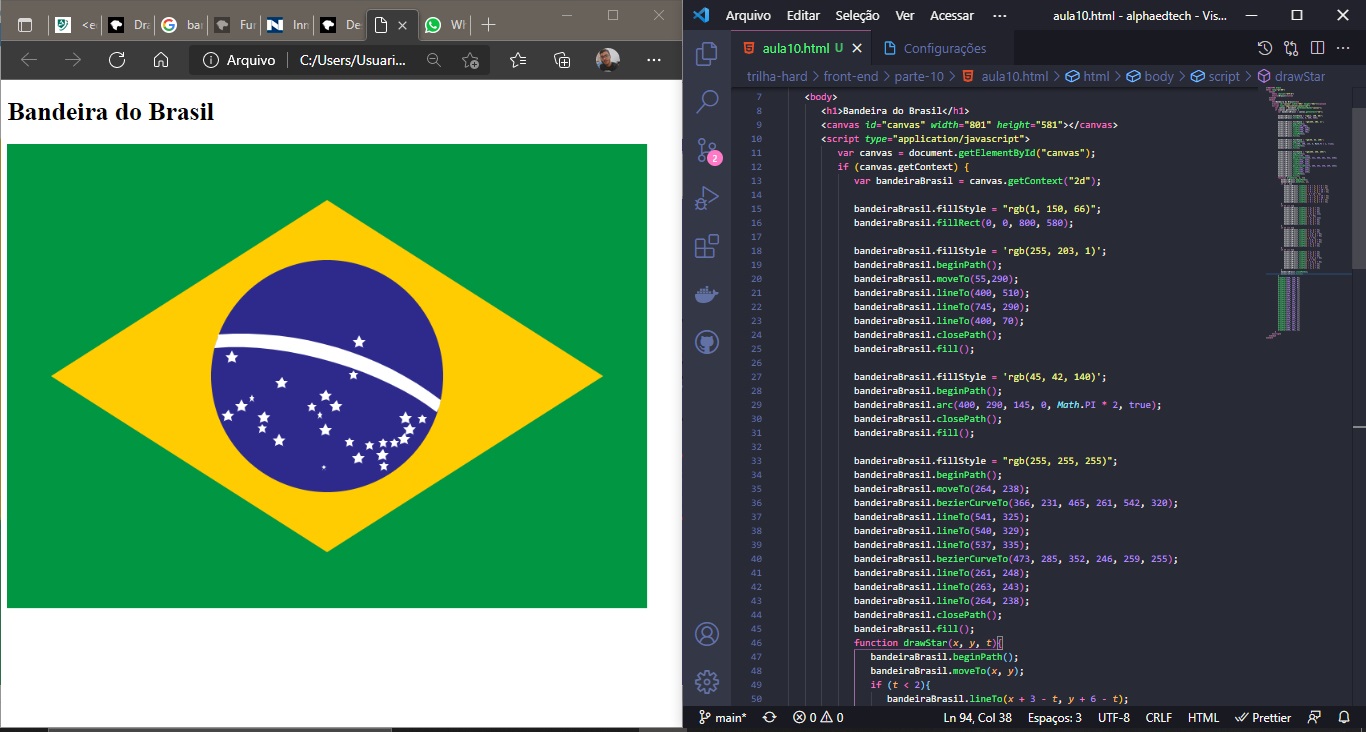 <e
Dra
ba
Fur
Inn
De
Wh
Arquivo
C:/Users/Usuari...
Bandeira do Brasil
Arquivo Editar Seleção Ver Acessar ··· aula10.html - alphaedtech - Vis...
aula10.html U
Configurações
trilha-hard > front-end > parte-10 > aula10.html > html > body > script > drawStar
7 <body>
8 <h1>Bandeira do Brasil</h1>
9 <canvas id="canvas" width="801" height="581"></canvas>
10 <script type="application/javascript">
11 var canvas = document.getElementById("canvas");
12 if (canvas.getContext) {
13 var bandeiraBrasil = canvas.getContext("2d");
14
15 bandeiraBrasil.fillStyle = "rgb(1, 150, 66)";
16 bandeiraBrasil.fillRect(0, 0, 800, 580);
17
18 bandeiraBrasil.fillStyle = 'rgb(255, 203, 1)';
19 bandeiraBrasil.beginPath();
20 bandeiraBrasil.moveTo(55,290);
21 bandeiraBrasil.lineTo(400, 510);
22 bandeiraBrasil.lineTo(745, 290);
23 bandeiraBrasil.lineTo(400, 70);
24 bandeiraBrasil.closePath();
25 bandeiraBrasil.fill();
26
27 bandeiraBrasil.fillStyle = 'rgb(45, 42, 140)';
28 bandeiraBrasil.beginPath();
29 bandeiraBrasil.arc(400, 290, 145, 0, Math.PI * 2, true);
30 bandeiraBrasil.closePath();
31 bandeiraBrasil.fill();
32
33 bandeiraBrasil.fillStyle = "rgb(255, 255, 255)";
34 bandeiraBrasil.beginPath();
35 bandeiraBrasil.moveTo(264, 238);
36 bandeiraBrasil.bezierCurveTo(366, 231, 465, 261, 542, 320);
37 bandeiraBrasil.lineTo(541, 325);
38 bandeiraBrasil.lineTo(540, 329);
39 bandeiraBrasil.lineTo(537, 335);
40 bandeiraBrasil.bezierCurveTo(473, 285, 352, 246, 259, 255);
41 bandeiraBrasil.lineTo(261, 248);
42 bandeiraBrasil.lineTo(263, 243);
43 bandeiraBrasil.lineTo(264, 238);
44 bandeiraBrasil.closePath();
45 bandeiraBrasil.fill();
46 function drawStar(x, y, t){
47 bandeiraBrasil.beginPath();
48 bandeiraBrasil.moveTo(x, y);
49 if (t < 2){
50 bandeiraBrasil.lineTo(x + 3 - t, y + 6 - t);
2
main* 0 0 Ln 94, Col 38 Espaços: 3 UTF-8 CRLF HTML Prettier